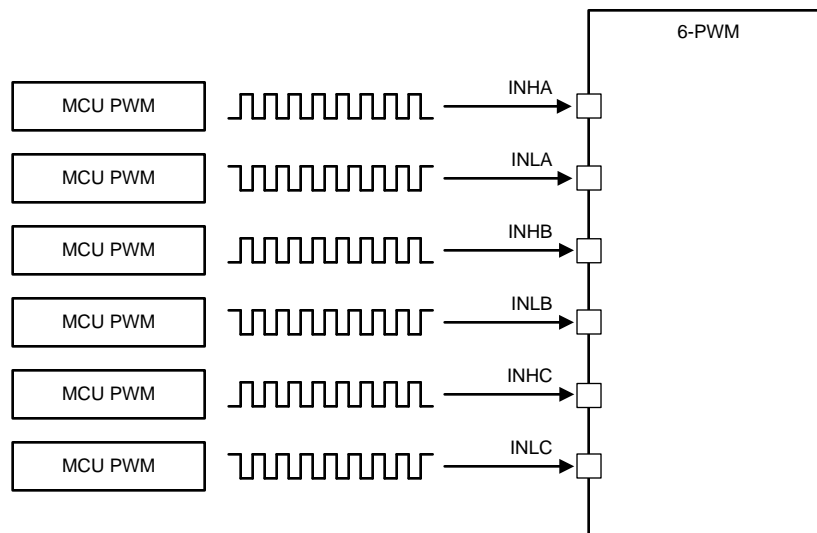 6-PWM
MCU PWM
INHA
MCU PWM
INLA
MCU PWM
INHB
MCU PWM
INLB
MCU PWM
INHC
MCU PWM
INLC